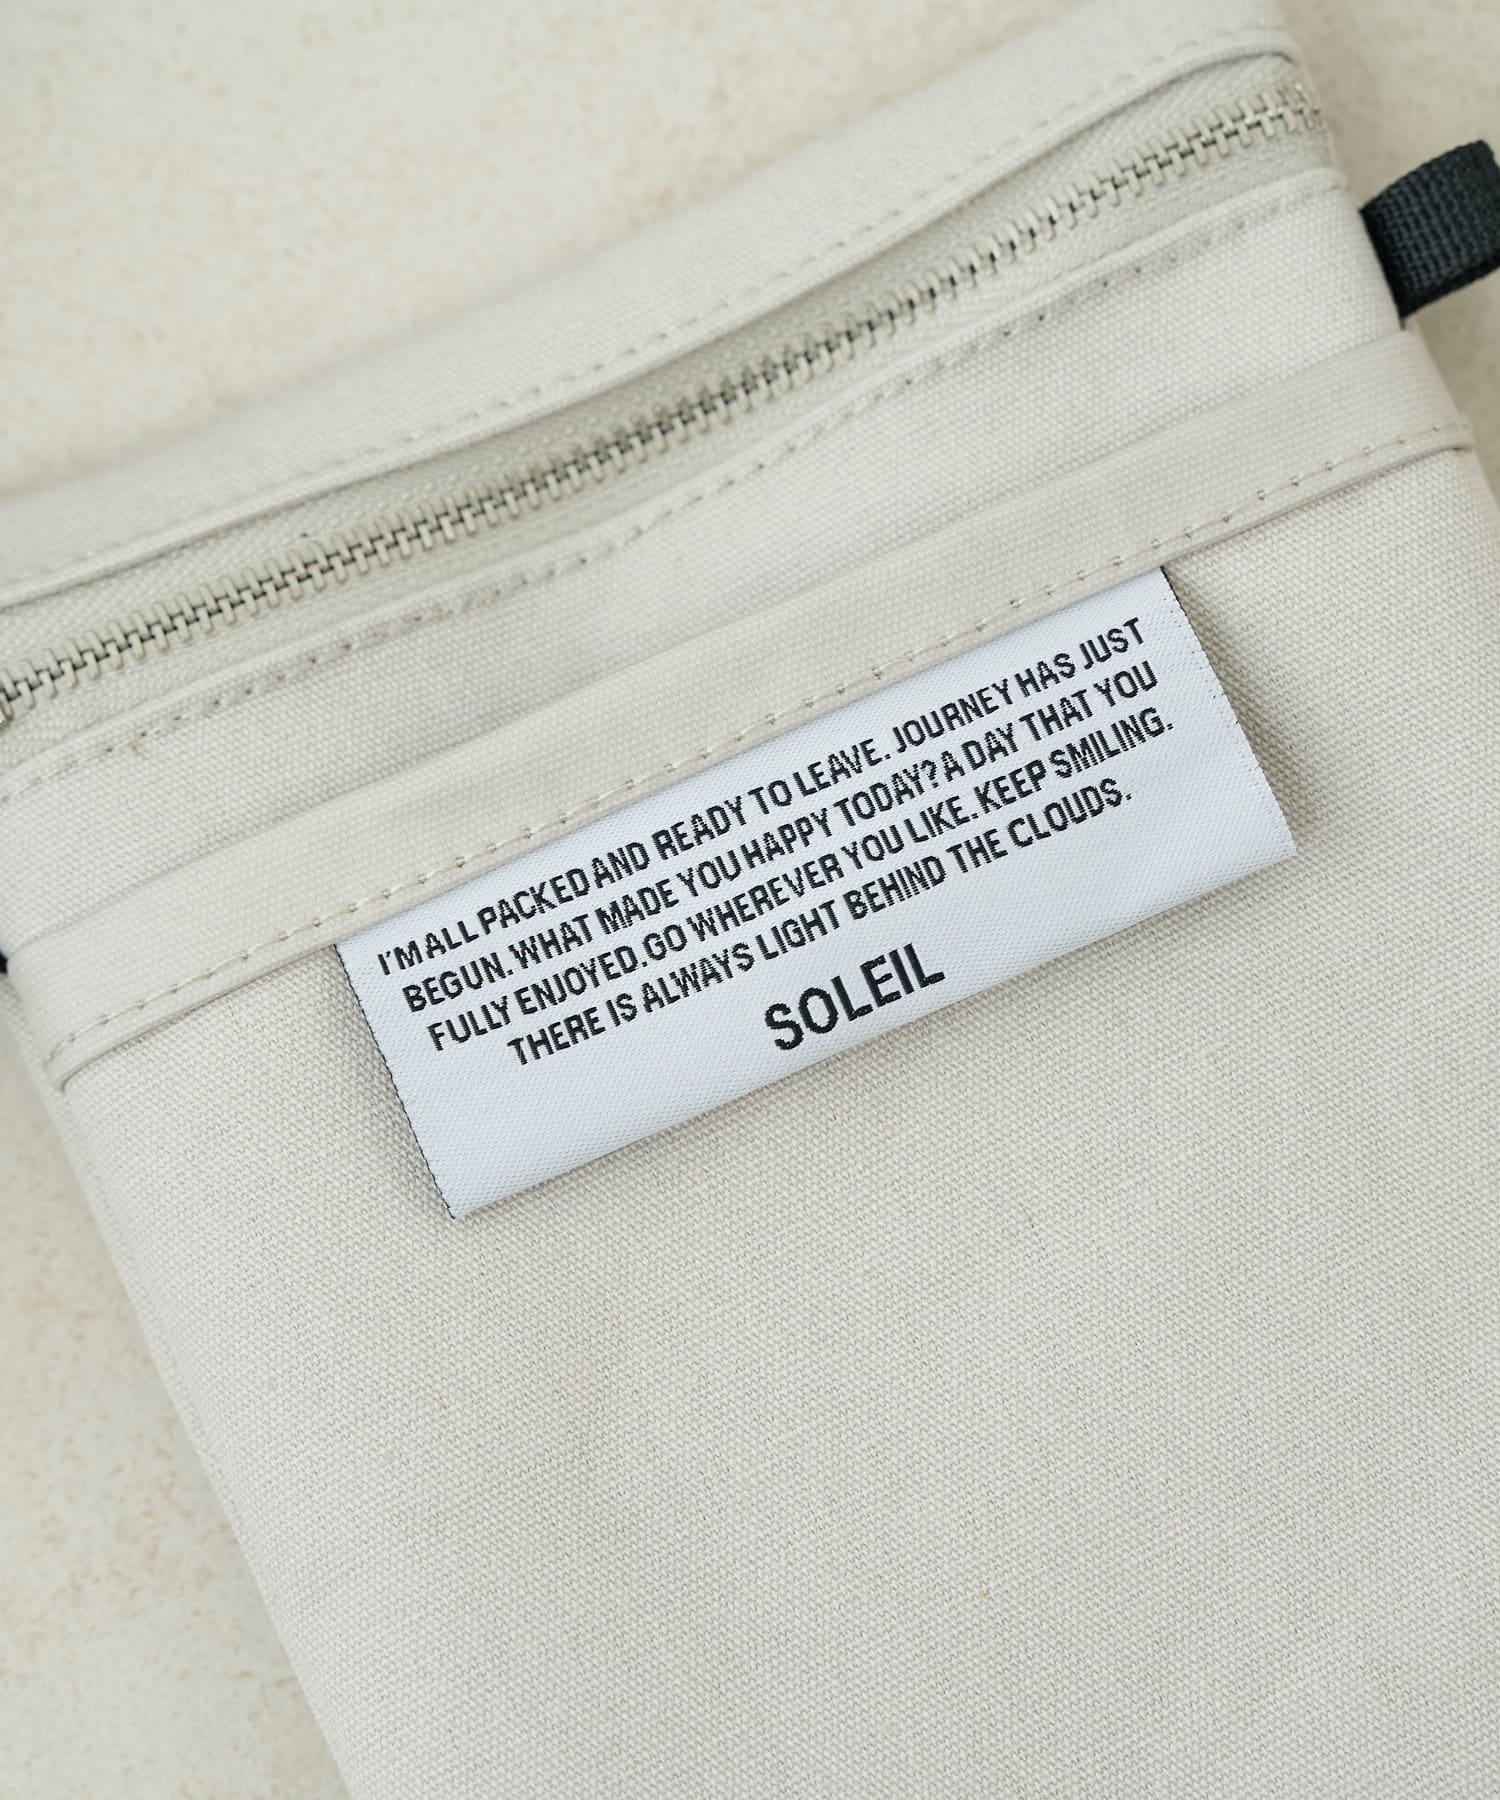 I'M ALL PACKED AND READY TO LEAVE. JOURNEY HAS JUST
BEGUN. WHAT MADE YOU HAPPY TODAY? A DAY THAT YOU
FULLY ENJOYED. GO WHEREVER YOU LIKE. KEEP SMILING.
THERE IS ALWAYS LIGHT BEHIND THE CLOUDS.
SOLEIL